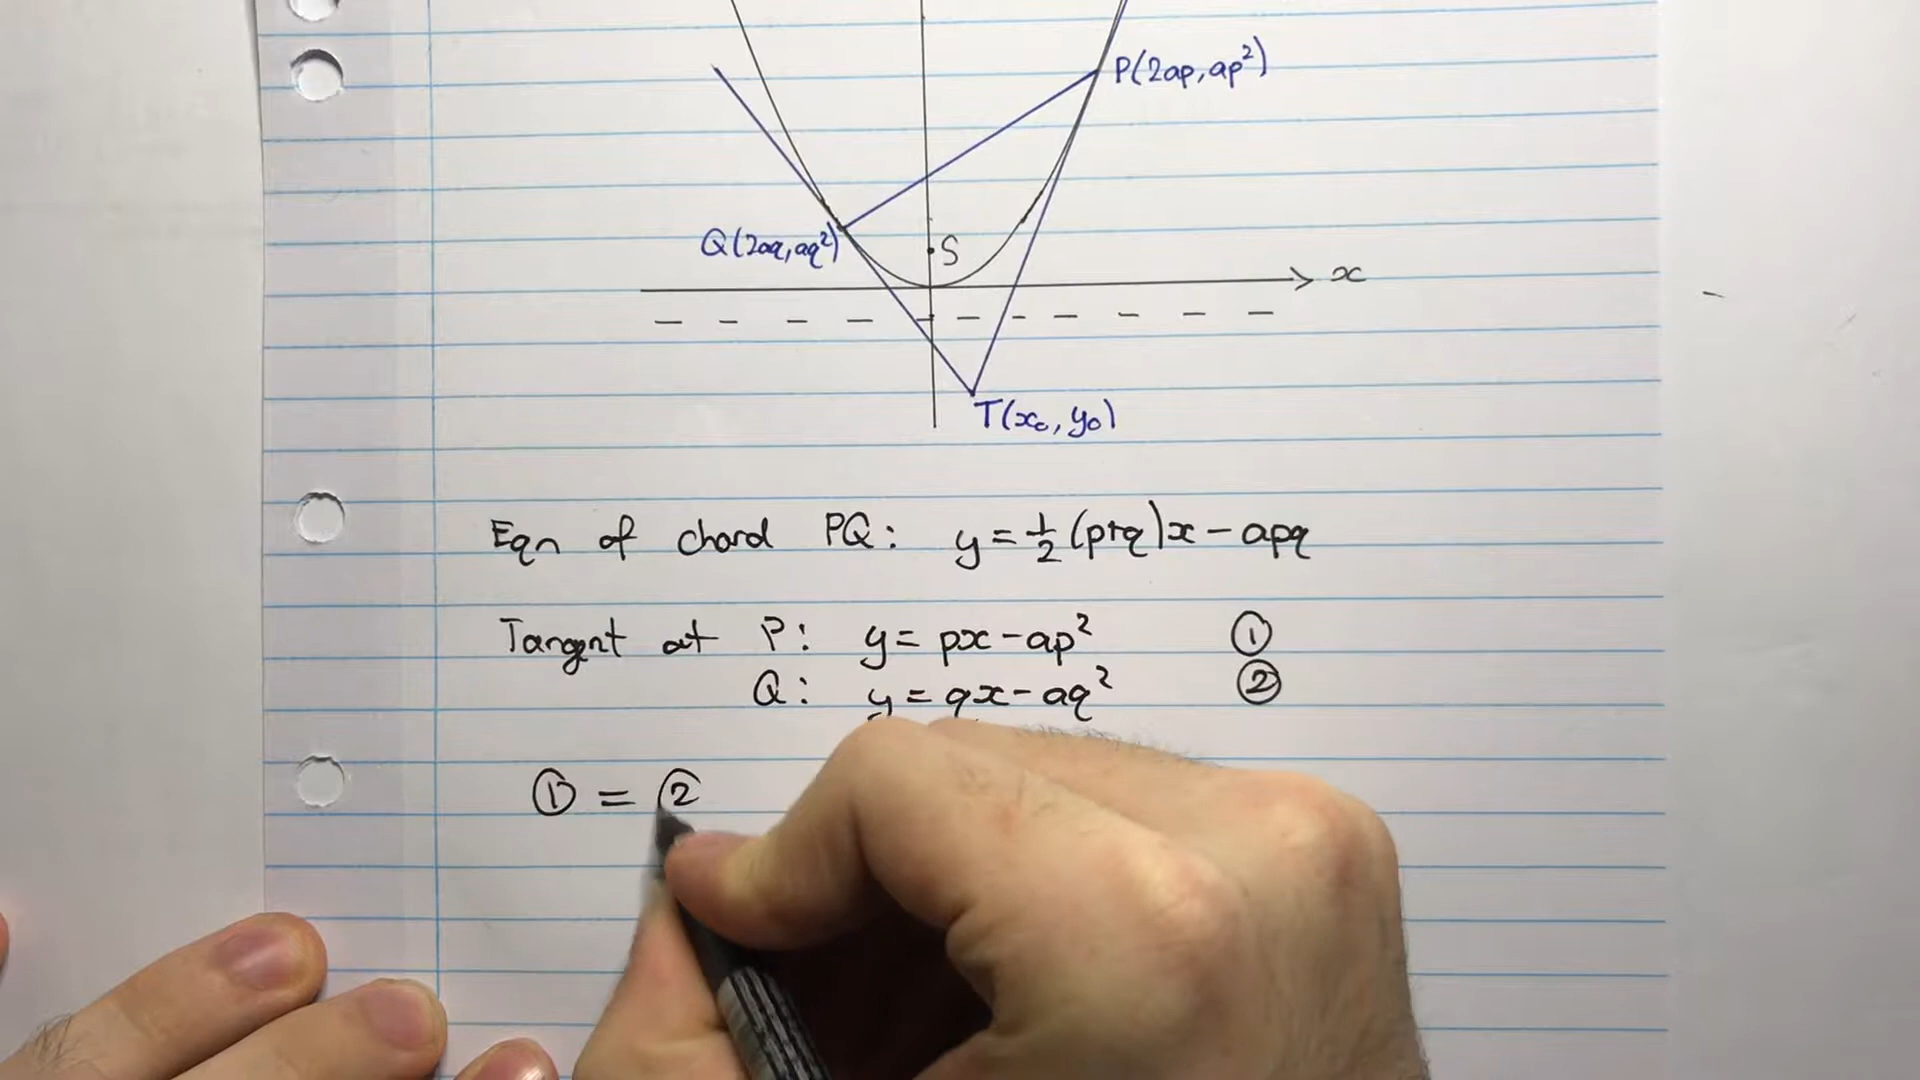 P(2ap, ap²)
Q(2aq, aq²)
S
x
T(x₀, y₀)
Eqn of chord PQ: y = ½(p+q)x − apq
Tangent at P: y = px − ap² ①
Q: y = qx − aq² ②
① = ②